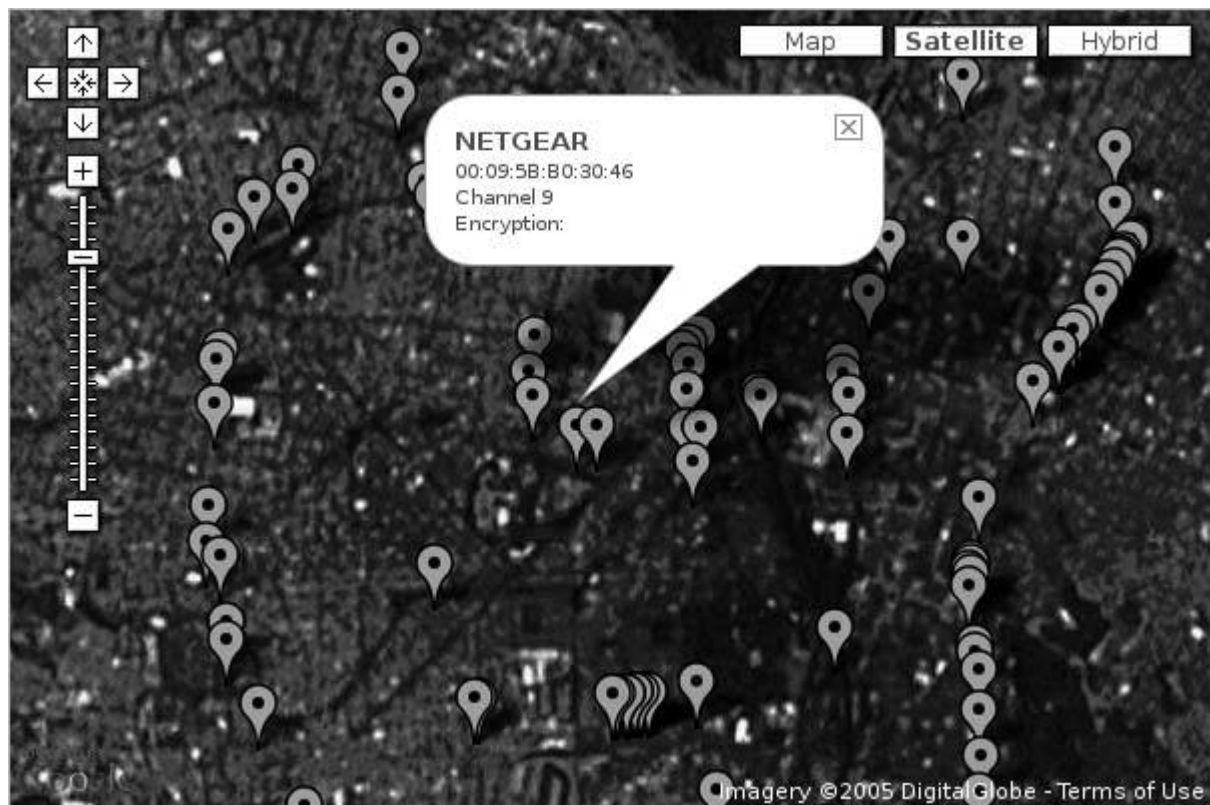 Map Satellite Hybrid
NETGEAR
00:09:5B:B0:30:46
Channel 9
Encryption:
Imagery ©2005 DigitalGlobe - Terms of Use